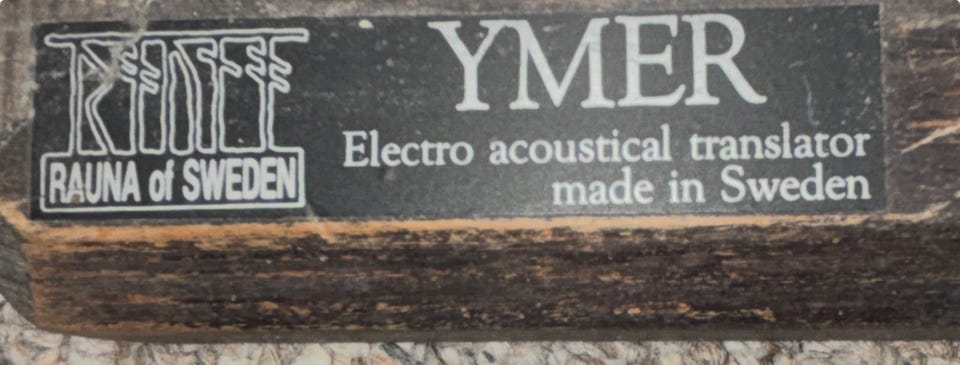 YMER
Electro acoustical translator
made in Sweden
RAUNA of SWEDEN